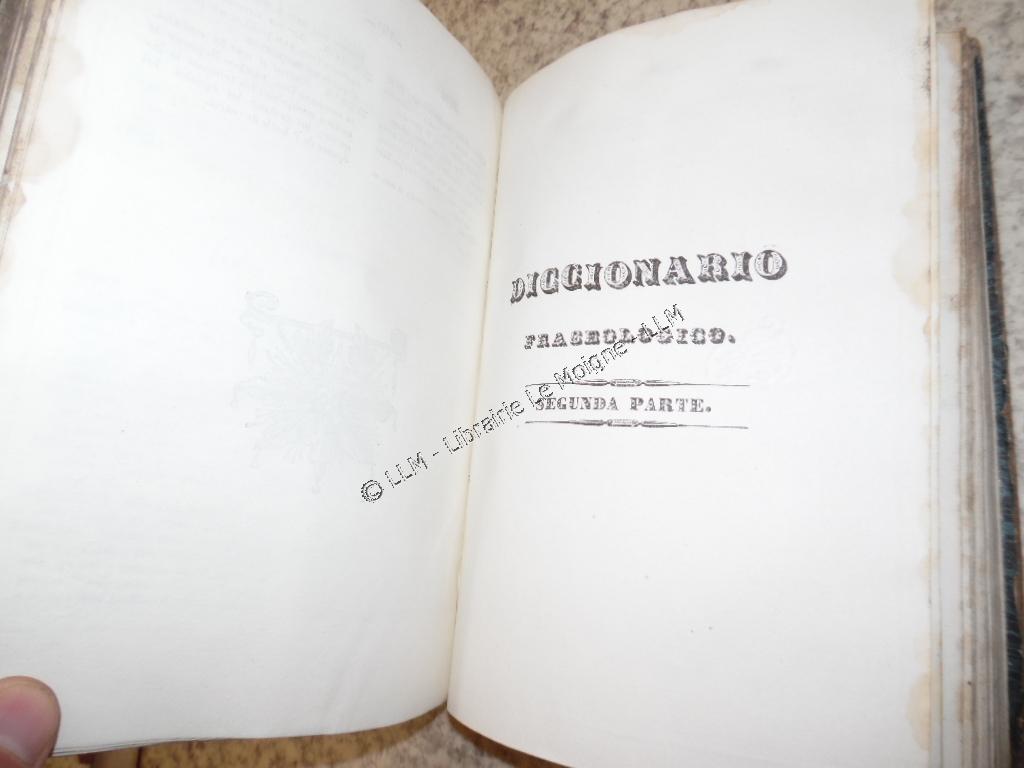 DICCIONARIO
FRASEOLÓGICO.
SEGUNDA PARTE.
© LLM - Librairie Le Moigne - LLM